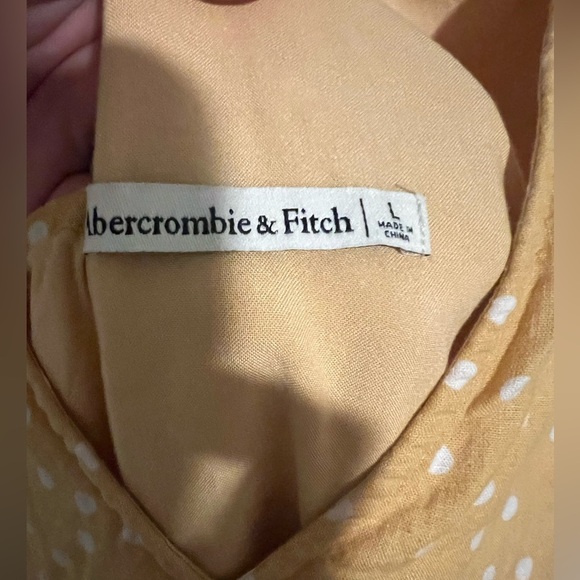 Abercrombie & Fitch | L
MADE IN
CHINA